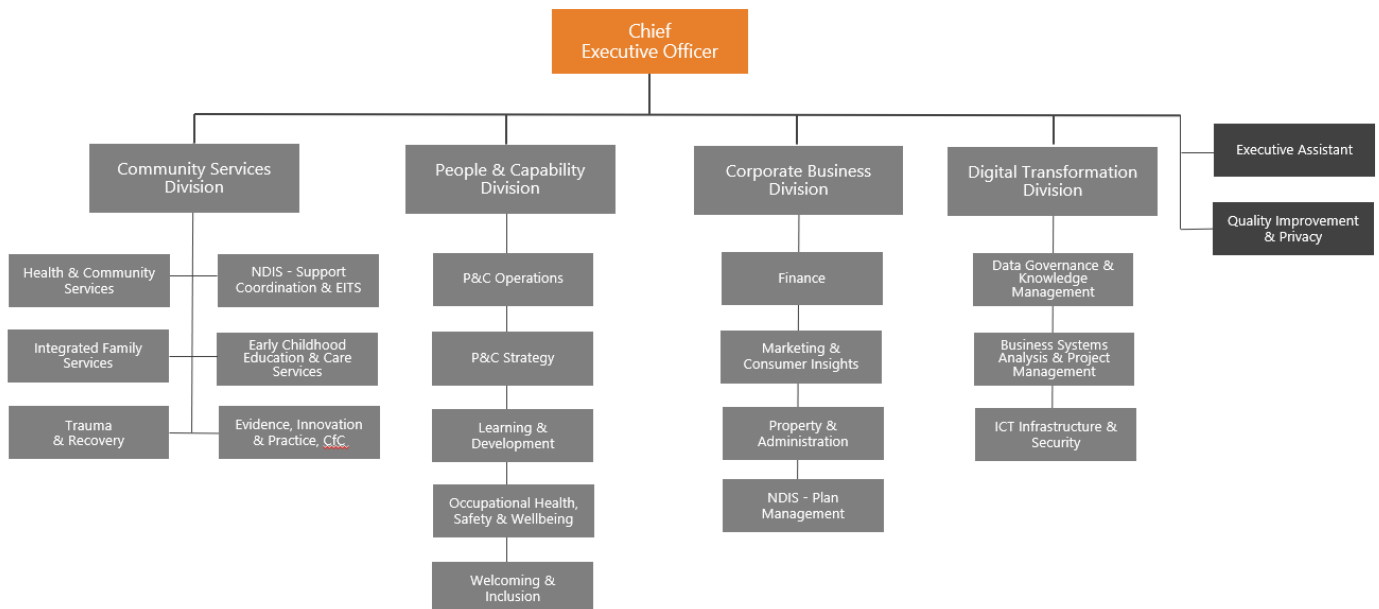 Chief
Executive Officer
Community Services
Division
People & Capability
Division
Corporate Business
Division
Digital Transformation
Division
Executive Assistant
Quality Improvement
& Privacy
Health & Community
Services
NDIS - Support
Coordination & EITS
Integrated Family
Services
Early Childhood
Education & Care
Services
Trauma
& Recovery
Evidence, Innovation
& Practice, CfC
P&C Operations
P&C Strategy
Learning &
Development
Occupational Health,
Safety & Wellbeing
Welcoming &
Inclusion
Finance
Marketing &
Consumer Insights
Property &
Administration
NDIS - Plan
Management
Data Governance &
Knowledge
Management
Business Systems
Analysis & Project
Management
ICT Infrastructure &
Security